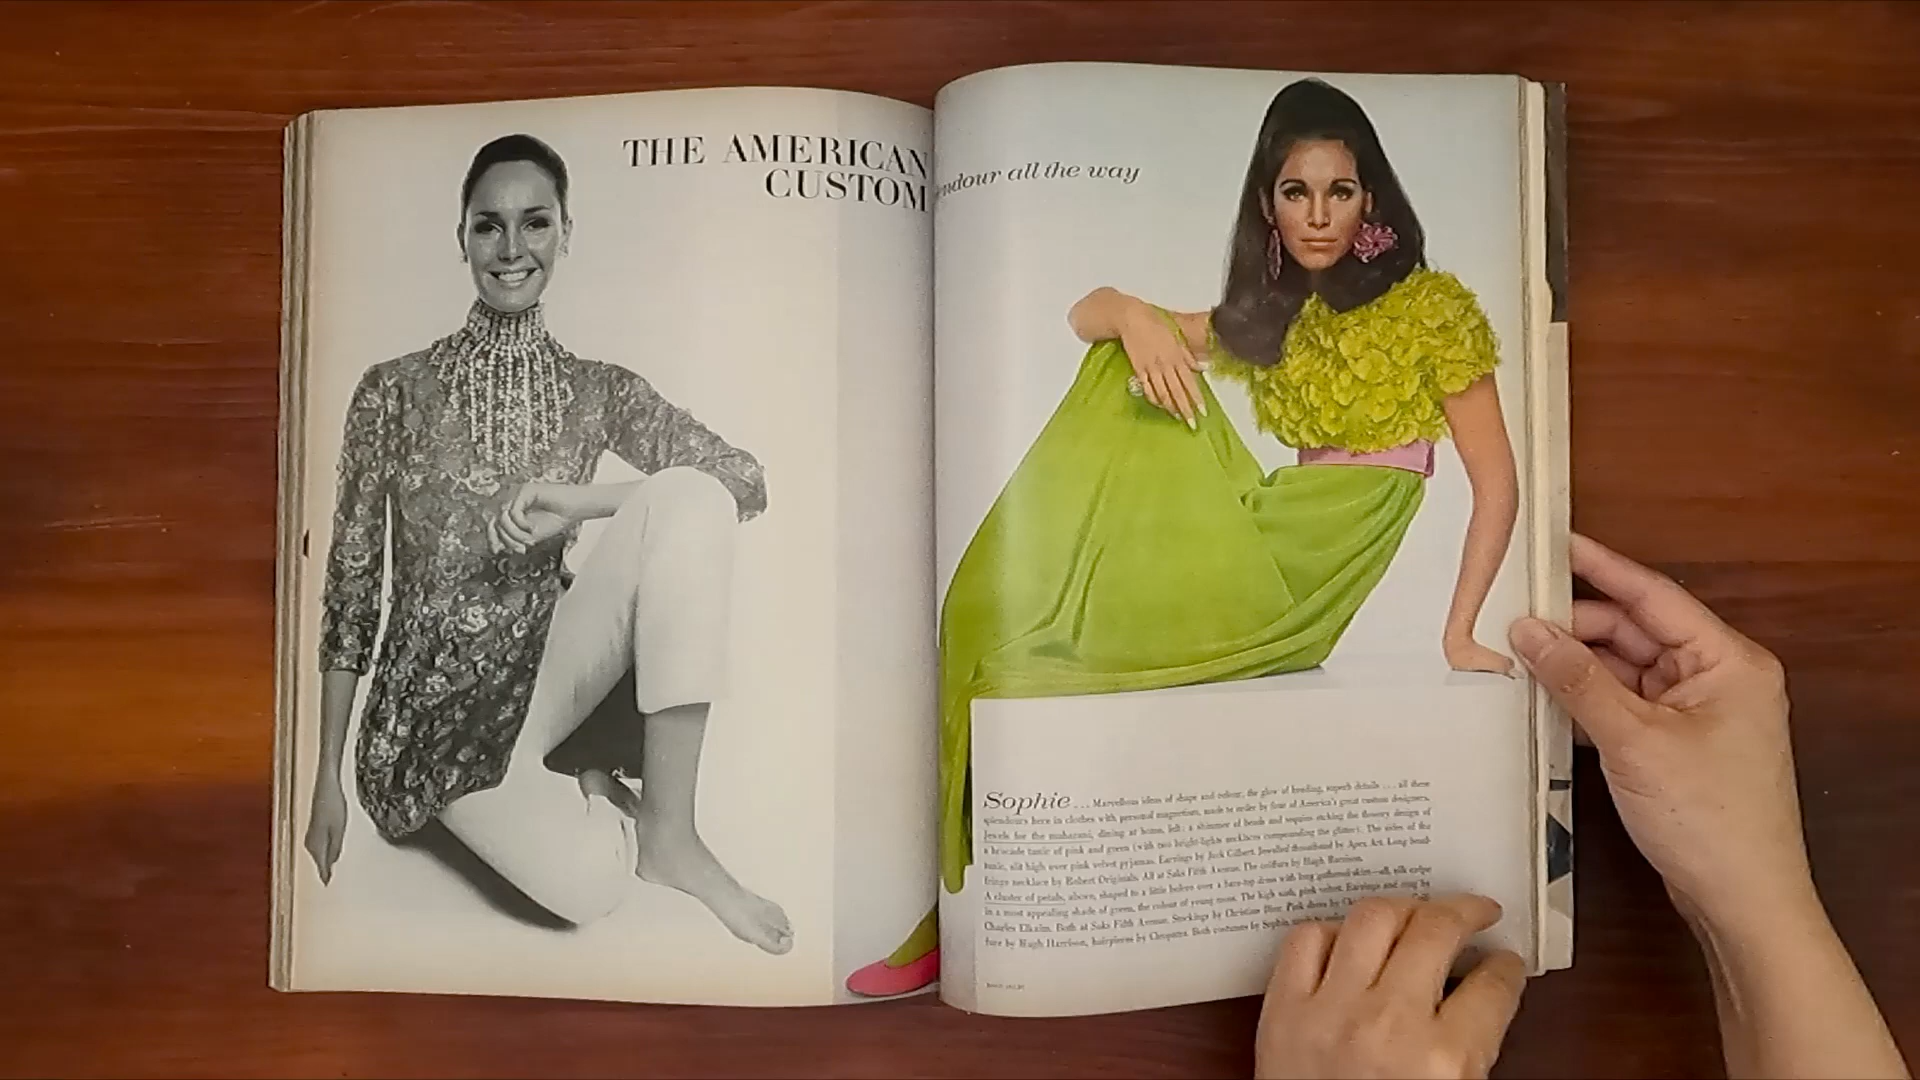 THE AMERICAN
CUSTOM
endour all the way
Sophie ... Marvellous ideas of shape and colour, the glow of beading, superb details ... all these
splendours here in clothes with personal magnetism, made to order by four of America's great custom designers.
Jewels for the maharani, dining at home, left: a shimmer of beads and sequins etching the flowery design of
a brocade tunic of pink and green (with two bright-lights necklaces compounding the glitter). The sides of the
tunic, slit high over pink velvet pyjamas. Earrings by Jack Gilbert. Jewelled throatband by Apex Art. Long bead-
fringe necklace by Robert Originals. All at Saks Fifth Avenue. The coiffure by Hugh Harrison.
A cluster of petals, above, shaped to a little bolero over a bare-top dress with long gathered skirt—all, silk crêpe
in a most appealing shade of green, the colour of young moss. The high sash, pink velvet. Earrings and ring by
Charles Elkaim. Both at Saks Fifth Avenue. Stockings by Christian Dior. Pink shoes by
fure by Hugh Harrison, hairpieces by Cleopatra. Both costumes by Sophie,